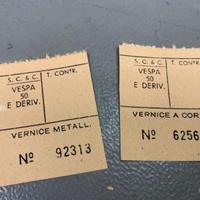 S. C. & C.
T. CONTR.
VESPA
50
E DERIV.
VERNICE METALL.
Nº 92313
S. C. & C.
T. CONTR
VESPA
50
E DERIV.
VERNICE A COR
Nº 6256